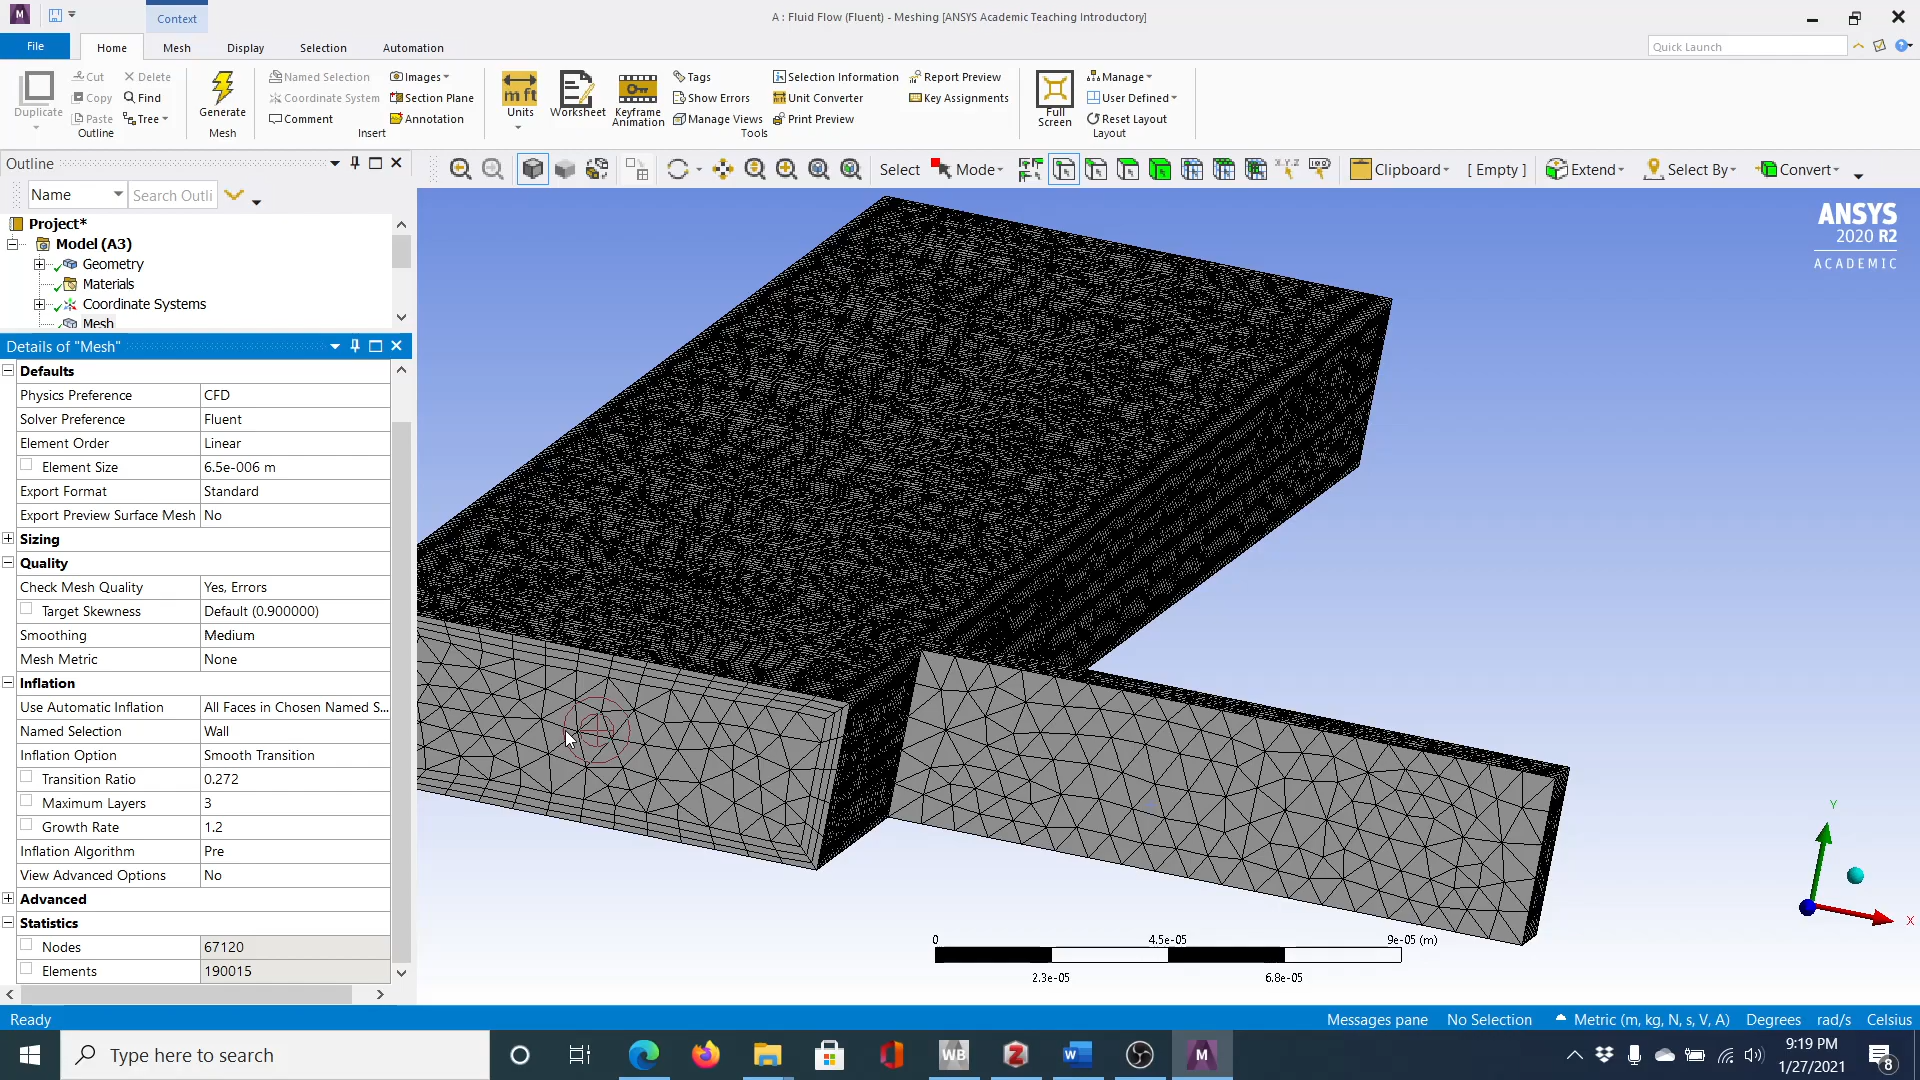 M
Context
A : Fluid Flow (Fluent) - Meshing [ANSYS Academic Teaching Introductory]
File Home Mesh Display Selection Automation
Quick Launch
Duplicate
Cut
Copy
Paste
Delete
Find
Tree
Outline
Generate
Mesh
Named Selection
Coordinate System
Comment
Images
Section Plane
Annotation
Insert
m ft
Units
Worksheet
Keyframe
Animation
Tags
Show Errors
Manage Views
Selection Information
Unit Converter
Print Preview
Report Preview
Key Assignments
Tools
Full
Screen
Manage
User Defined
Reset Layout
Layout
Outline
Name
Search Outli
Select Mode Clipboard [ Empty ] Extend Select By Convert
Project*
Model (A3)
Geometry
Materials
Coordinate Systems
Mesh
Details of "Mesh"
Defaults
Physics Preference CFD
Solver Preference Fluent
Element Order Linear
Element Size 6.5e-006 m
Export Format Standard
Export Preview Surface Mesh No
Sizing
Quality
Check Mesh Quality Yes, Errors
Target Skewness Default (0.900000)
Smoothing Medium
Mesh Metric None
Inflation
Use Automatic Inflation All Faces in Chosen Named S...
Named Selection Wall
Inflation Option Smooth Transition
Transition Ratio 0.272
Maximum Layers 3
Growth Rate 1.2
Inflation Algorithm Pre
View Advanced Options No
Advanced
Statistics
Nodes 67120
Elements 190015
ANSYS
2020 R2
ACADEMIC
0 4.5e-05 9e-05 (m)
2.3e-05 6.8e-05
Y
X
Ready
Messages pane No Selection Metric (m, kg, N, s, V, A) Degrees rad/s Celsius
Type here to search
WB
Z
W
M
9:19 PM
1/27/2021
8